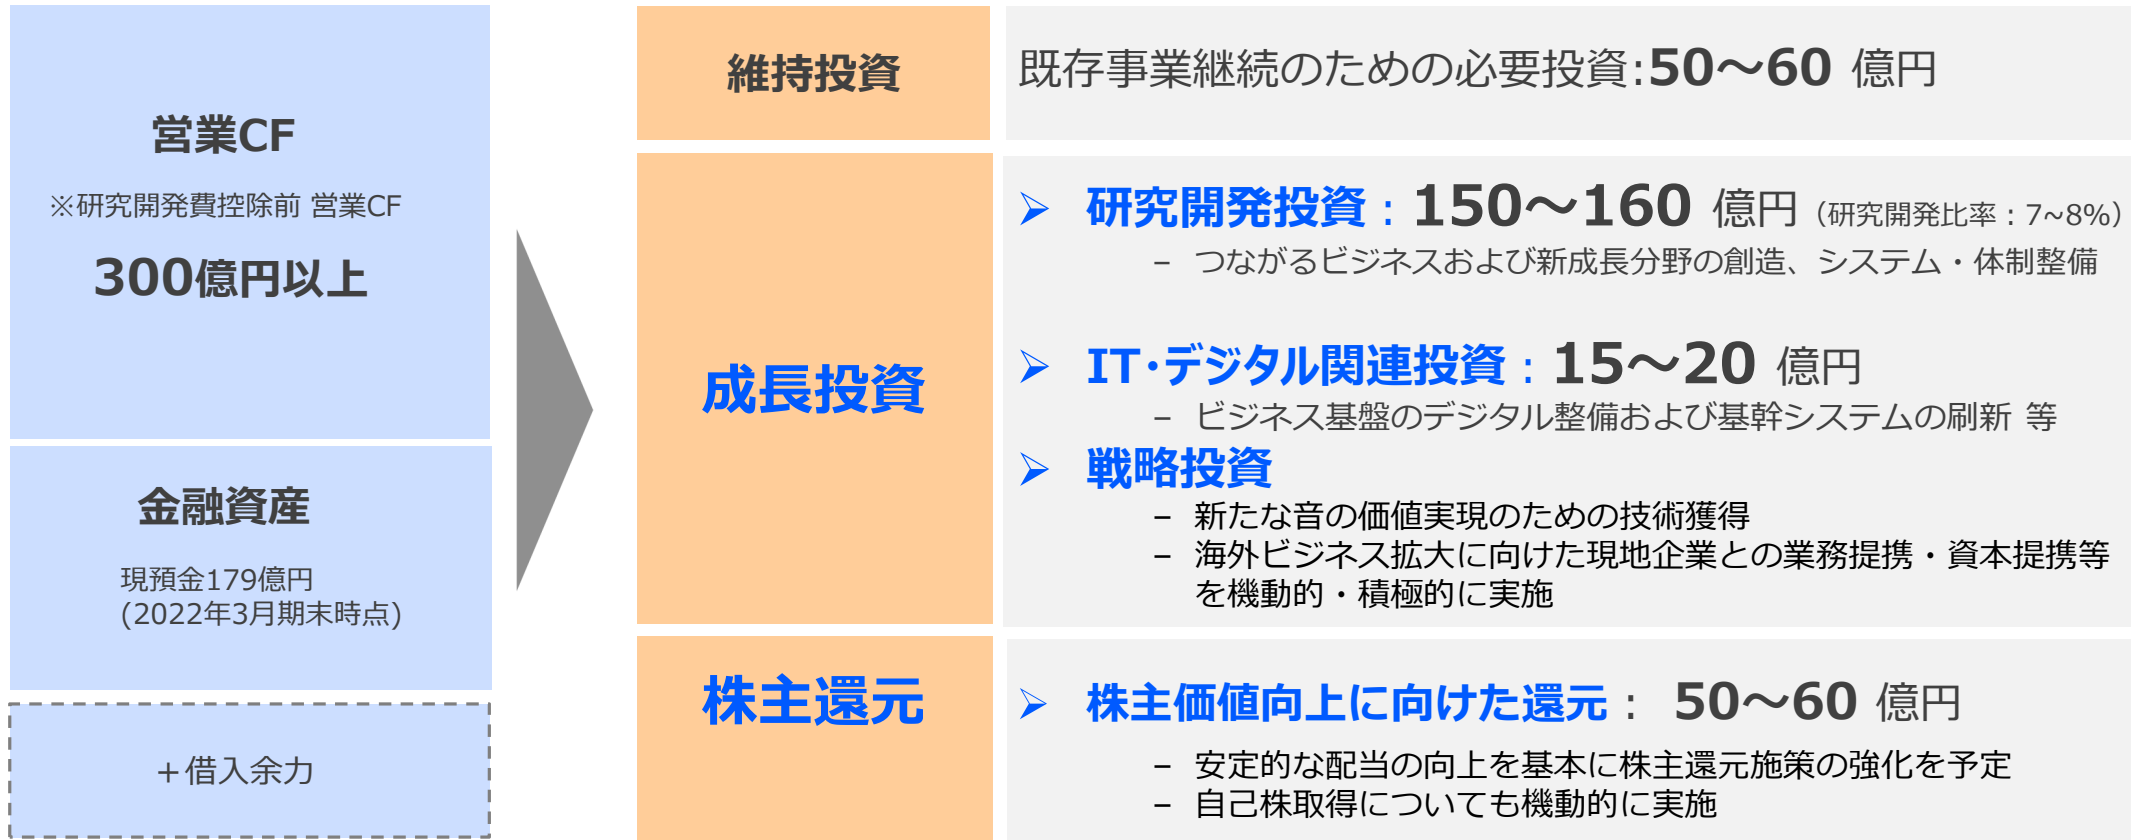 営業CF
※研究開発費控除前 営業CF
300億円以上
金融資産
現預金179億円
(2022年3月期末時点)
＋借入余力
維持投資
既存事業継続のための必要投資:50～60 億円
成長投資
➢ 研究開発投資：150～160 億円（研究開発比率：7~8%）
– つながるビジネスおよび新成長分野の創造、システム・体制整備
➢ IT・デジタル関連投資：15～20 億円
– ビジネス基盤のデジタル整備および基幹システムの刷新 等
➢ 戦略投資
– 新たな音の価値実現のための技術獲得
– 海外ビジネス拡大に向けた現地企業との業務提携・資本提携等
を機動的・積極的に実施
株主還元
➢ 株主価値向上に向けた還元： 50～60 億円
– 安定的な配当の向上を基本に株主還元施策の強化を予定
– 自己株取得についても機動的に実施